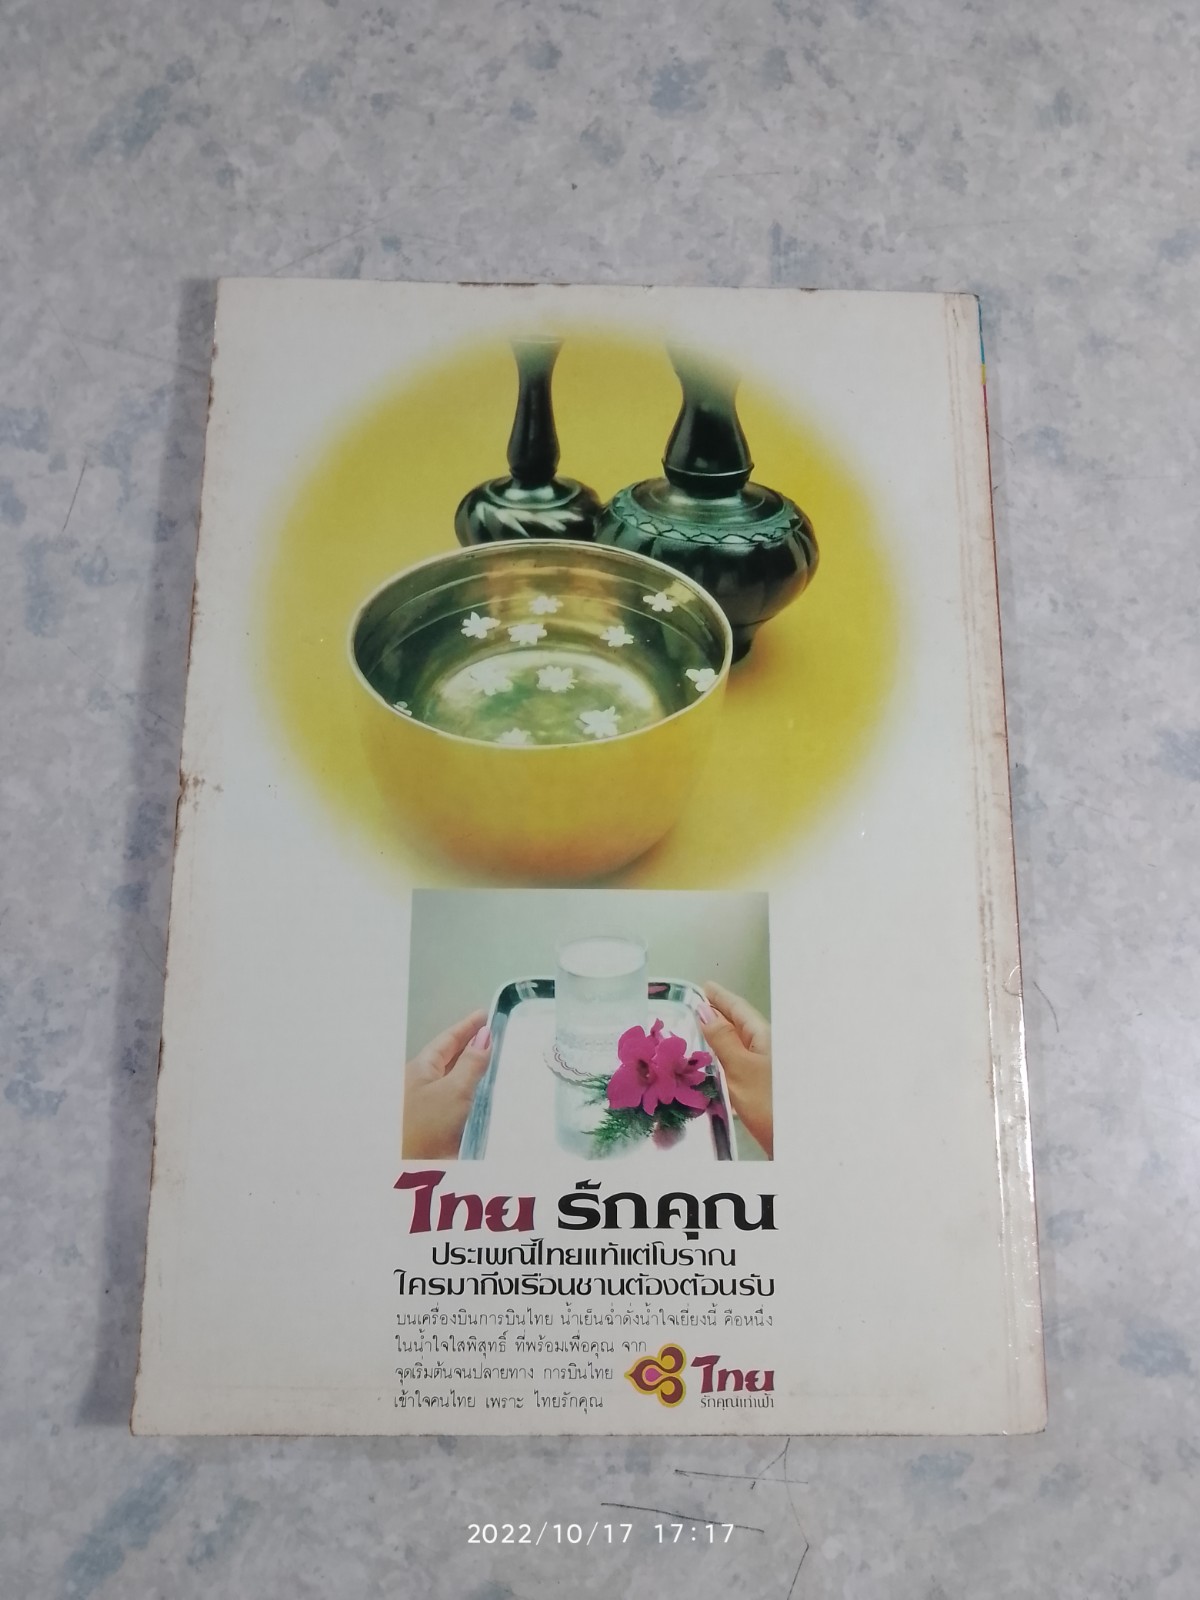 ไทย รักคุณ
ประเพณีไทยแท้แต่โบราณ
ใครมาถึงเรือนชานต้องต้อนรับ
บนเครื่องบินการบินไทย น้ำเย็นฉ่ำดั่งน้ำใจเยี่ยงนี้ คือหนึ่ง
ในน้ำใจใสพิสุทธิ์ ที่พร้อมเพื่อคุณ จาก
จุดเริ่มต้นจนปลายทาง การบินไทย
เข้าใจคนไทย เพราะ ไทยรักคุณ
ไทย
รักคุณเท่าฟ้า
2022/10/17 17:17